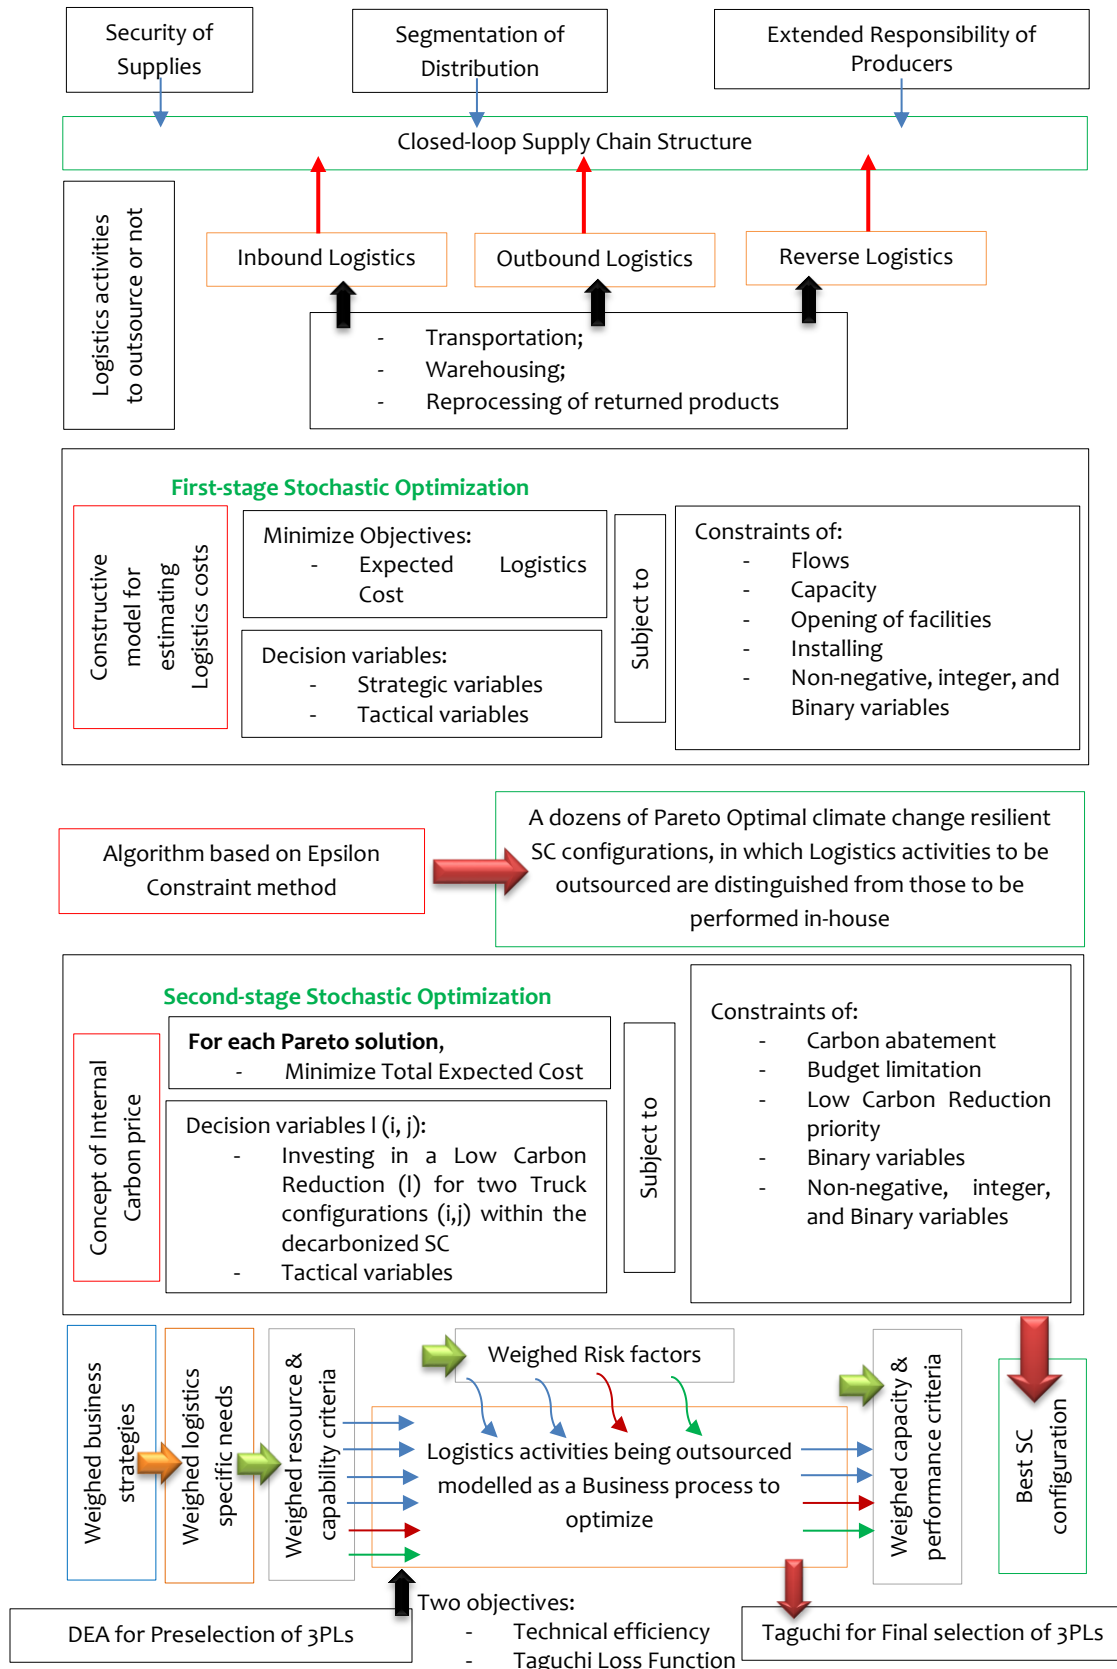 Security of
Supplies
Segmentation of
Distribution
Extended Responsibility of
Producers
Closed-loop Supply Chain Structure
Logistics activities
to outsource or not
Inbound Logistics
Outbound Logistics
Reverse Logistics
- Transportation;
- Warehousing;
- Reprocessing of returned products
First-stage Stochastic Optimization
Constructive
model for
estimating
Logistics costs
Minimize Objectives:
- Expected Logistics
Cost
Decision variables:
- Strategic variables
- Tactical variables
Subject to
Constraints of:
- Flows
- Capacity
- Opening of facilities
- Installing
- Non-negative, integer, and
Binary variables
Algorithm based on Epsilon
Constraint method
A dozens of Pareto Optimal climate change resilient
SC configurations, in which Logistics activities to be
outsourced are distinguished from those to be
performed in-house
Second-stage Stochastic Optimization
Concept of Internal
Carbon price
For each Pareto solution,
- Minimize Total Expected Cost
Decision variables l (i, j):
- Investing in a Low Carbon
Reduction (l) for two Truck
configurations (i,j) within the
decarbonized SC
- Tactical variables
Subject to
Constraints of:
- Carbon abatement
- Budget limitation
- Low Carbon Reduction
priority
- Binary variables
- Non-negative, integer,
and Binary variables
Weighed business
strategies
Weighed logistics
specific needs
Weighed resource &
capability criteria
Weighed Risk factors
Logistics activities being outsourced
modelled as a Business process to
optimize
Weighed capacity &
performance criteria
Best SC
configuration
DEA for Preselection of 3PLs
Two objectives:
- Technical efficiency
- Taguchi Loss Function
Taguchi for Final selection of 3PLs